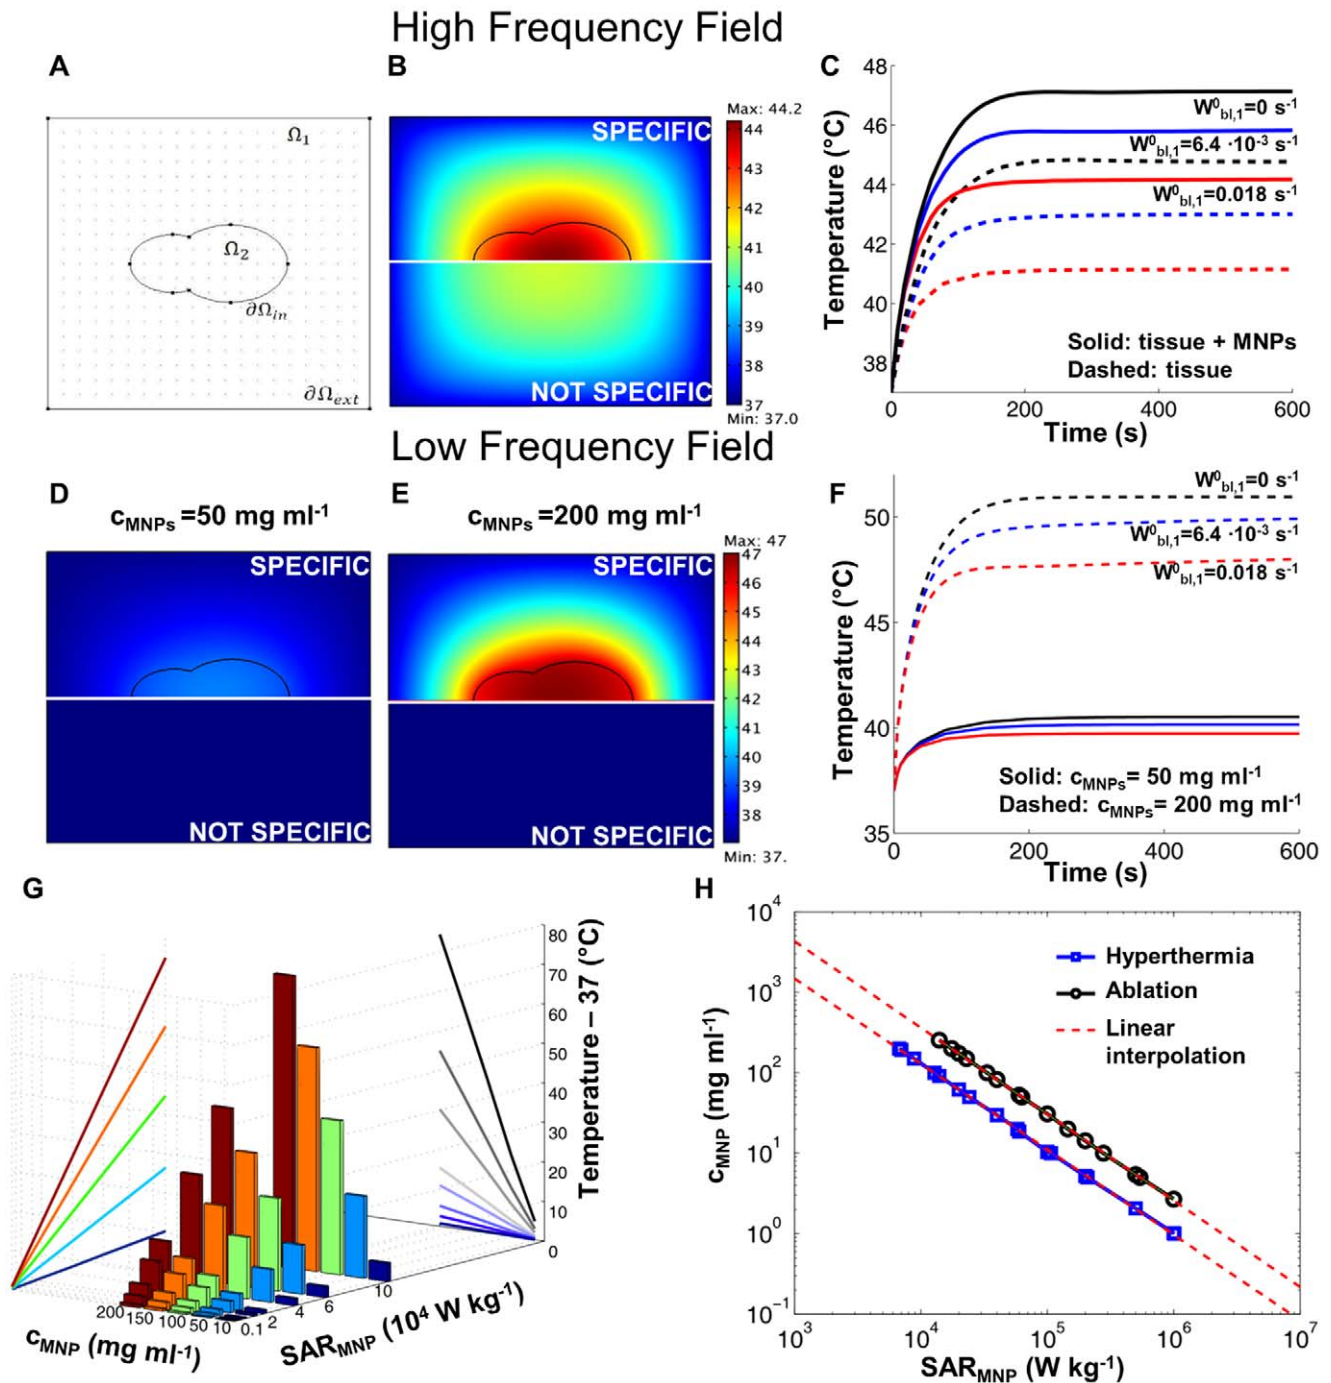 High Frequency Field
A
Ω1
Ω2
∂Ωin
∂Ωext
B
SPECIFIC
NOT SPECIFIC
Max: 44.2
44
43
42
41
40
39
38
37
Min: 37.0
C
48
46
44
42
40
38
Temperature (°C)
W⁰bl,1=0 s⁻¹
W⁰bl,1=6.4 ·10⁻³ s⁻¹
W⁰bl,1=0.018 s⁻¹
Solid: tissue + MNPs
Dashed: tissue
0 200 400 600
Time (s)
Low Frequency Field
D
cMNPs =50 mg ml⁻¹
SPECIFIC
NOT SPECIFIC
E
cMNPs =200 mg ml⁻¹
SPECIFIC
NOT SPECIFIC
Max: 47
47
46
45
44
43
42
41
40
39
38
Min: 37.
F
50
45
40
35
Temperature (°C)
W⁰bl,1=0 s⁻¹
W⁰bl,1=6.4 ·10⁻³ s⁻¹
W⁰bl,1=0.018 s⁻¹
Solid: cMNPs= 50 mg ml⁻¹
Dashed: cMNPs= 200 mg ml⁻¹
0 200 400 600
Time (s)
G
80
70
60
50
40
30
20
10
0
Temperature – 37 (°C)
200 150 100 50 10
cMNP (mg ml⁻¹)
0.1 2 4 6 10
SARMNP (10⁴ W kg⁻¹)
H
10⁴
10³
10²
10¹
10⁰
10⁻¹
cMNP (mg ml⁻¹)
Hyperthermia
Ablation
Linear
interpolation
10³ 10⁴ 10⁵ 10⁶ 10⁷
SARMNP (W kg⁻¹)